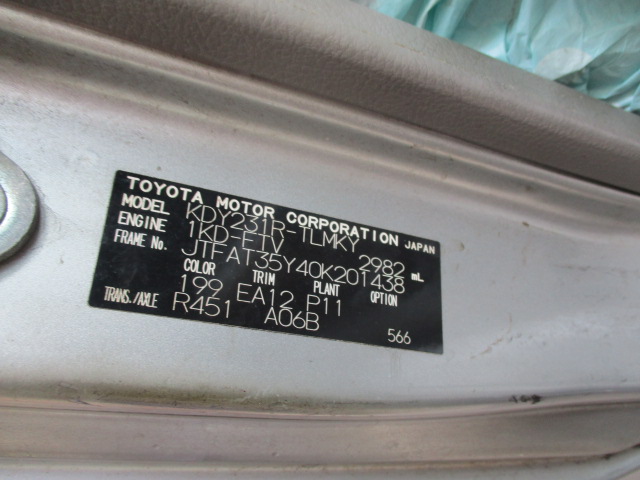 TOYOTA MOTOR CORPORATION JAPAN
MODEL KDY231R-TLMKY
ENGINE 1KD-FTV 2982 mL
FRAME No. JTFAT35Y40K201438
COLOR TRIM PLANT OPTION
199 EA12 P11
TRANS./AXLE R451 A06B
566